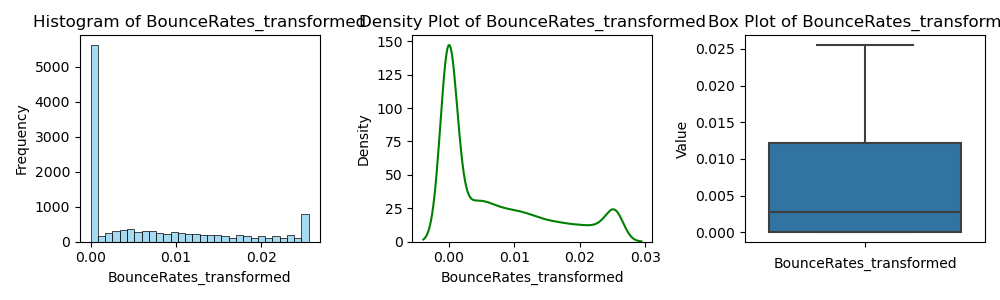 Histogram of BounceRates_transformed
Frequency
5000
4000
3000
2000
1000
0
0.00 0.01 0.02
BounceRates_transformed
Density Plot of BounceRates_transformed
Density
150
125
100
75
50
25
0
0.00 0.01 0.02 0.03
BounceRates_transformed
Box Plot of BounceRates_transform
Value
0.025
0.020
0.015
0.010
0.005
0.000
BounceRates_transformed